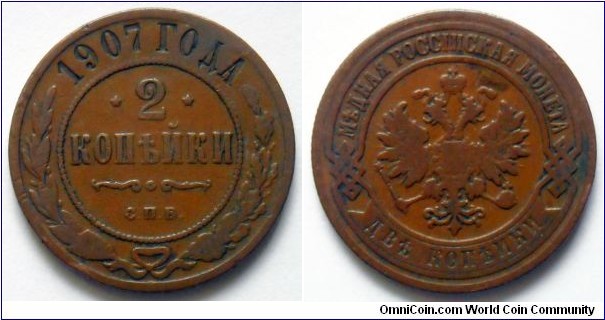 1907 ГОДА
2
КОПѢЙКИ
С.П.Б.
МѢДНАЯ РОССІЙСКАЯ МОНЕТА
ДВѢ КОПѢЙКИ
OmniCoin.com World Coin Community